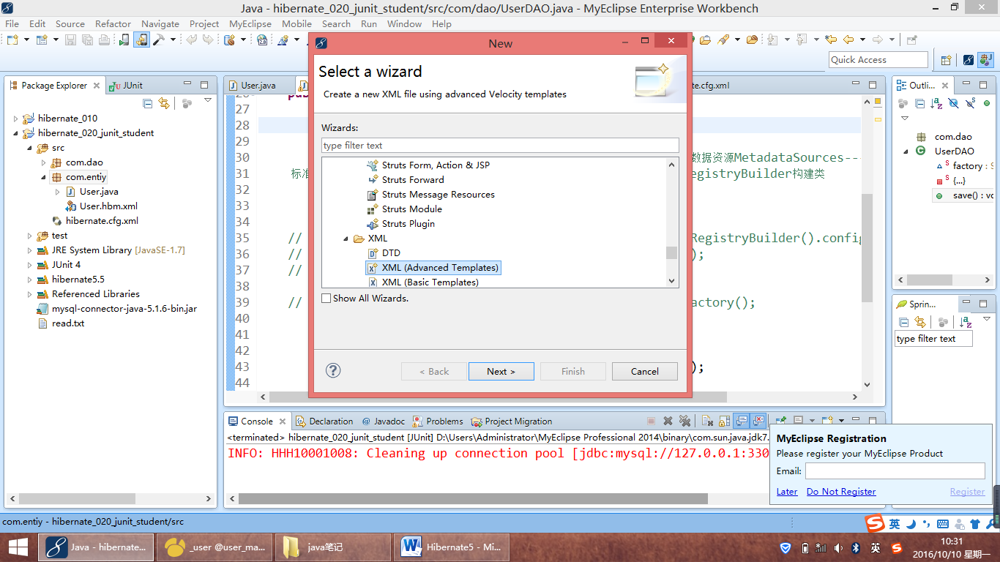 Java - hibernate_020_junit_student/src/com/dao/UserDAO.java - MyEclipse Enterprise Workbench
File Edit Source Refactor Navigate Project MyEclipse Mobile Search Run Window Help
Quick Access
Package Explorer
JUnit
hibernate_010
hibernate_020_junit_student
src
com.dao
com.entiy
User.java
User.hbm.xml
hibernate.cfg.xml
test
JRE System Library [JavaSE-1.7]
JUnit 4
hibernate5.5
Referenced Libraries
mysql-connector-java-5.1.6-bin.jar
read.txt
User.java
te.cfg.xml
27
28
29
30 数据资源MetadataSources--
31 标准 egistryBuilder构建类
32
33
34
35 // RegistryBuilder().config
36 // );
37 //
38
39 // actory();
40
41
42
43 );
44
New
Select a wizard
Create a new XML file using advanced Velocity templates
Wizards:
type filter text
Struts Form, Action & JSP
Struts Forward
Struts Message Resources
Struts Module
Struts Plugin
XML
DTD
XML (Advanced Templates)
XML (Basic Templates)
Show All Wizards.
< Back Next > Finish Cancel
Outli...
com.dao
UserDAO
factory : S
{...}
save() : vo
Sprin...
type filter text
Console Declaration @ Javadoc Problems Project Migration
<terminated> hibernate_020_junit_student [JUnit] D:\Users\Administrator\MyEclipse Professional 2014\binary\com.sun.java.jdk7.
INFO: HHH10001008: Cleaning up connection pool [jdbc:mysql://127.0.0.1:330
MyEclipse Registration
Please register your MyEclipse Product
Email:
Later Do Not Register Register
com.entiy - hibernate_020_junit_student/src
英
Java - hibernate...
_user @user_ma...
java笔记
Hibernate5 - Mi...
英
10:31
2016/10/10 星期一